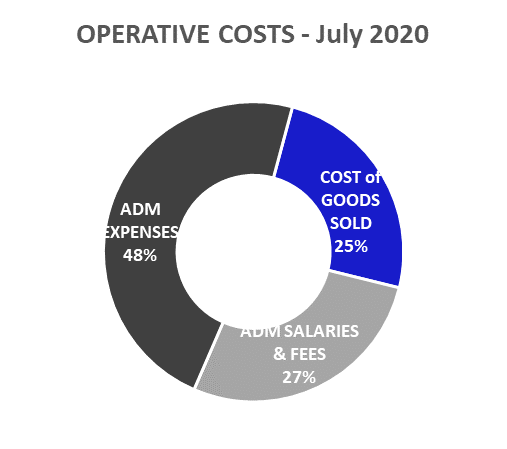 OPERATIVE COSTS - July 2020
COST of
GOODS
SOLD
25%
ADM
EXPENSES
48%
ADM SALARIES
& FEES
27%